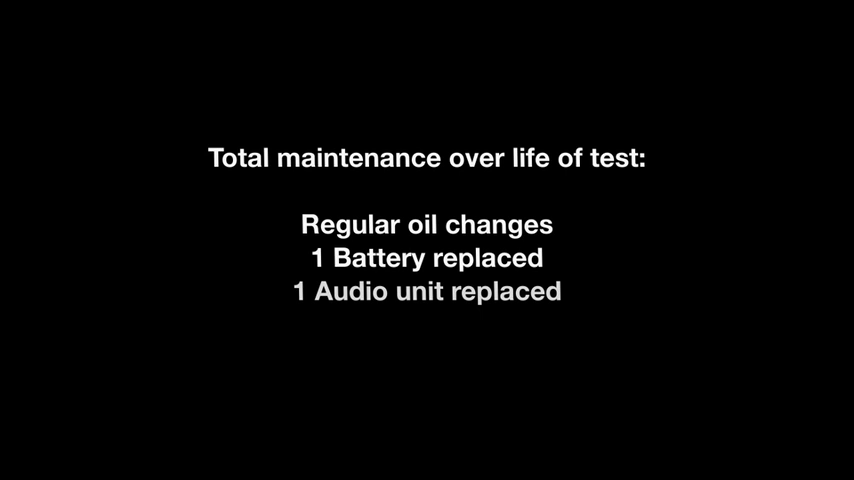 Total maintenance over life of test:
Regular oil changes
1 Battery replaced
1 Audio unit replaced